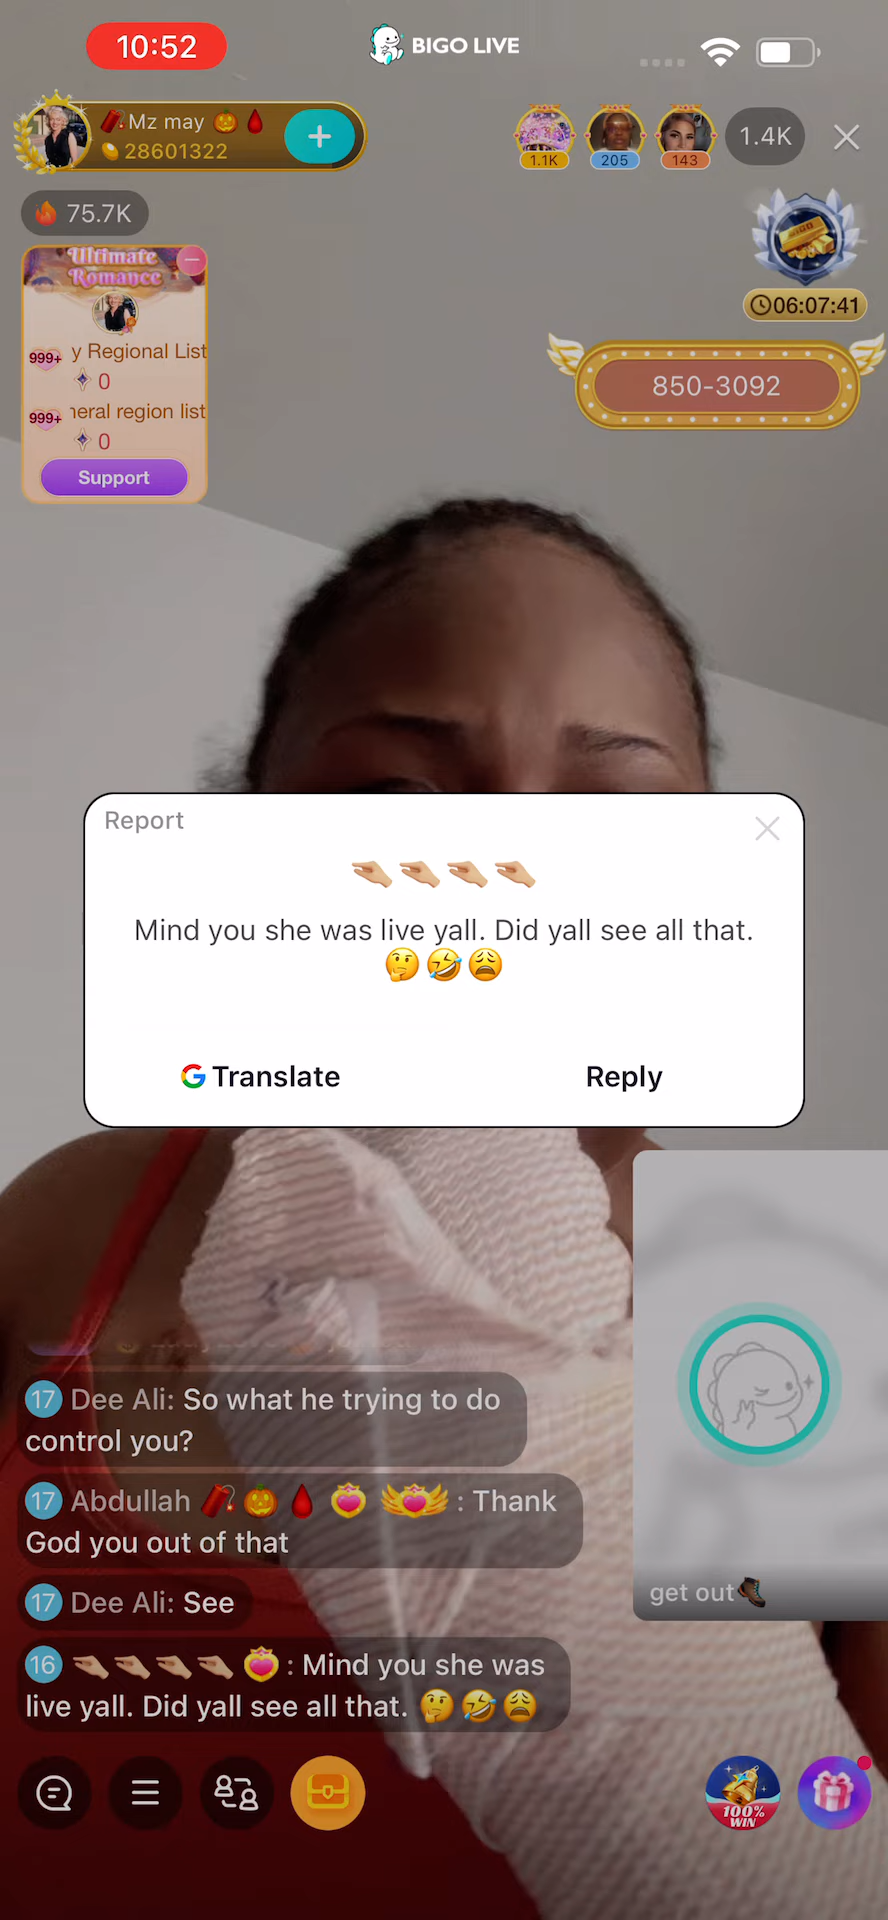 10:52
BIGO LIVE
Mz may 🎃 🩸
28601322
1.1K
205
143
1.4K
75.7K
Ultimate
Romance
999+ y Regional List
0
999+ neral region list
0
Support
06:07:41
850-3092
Report
🫱🏼🫱🏼🫱🏼🫱🏼
Mind you she was live yall. Did yall see all that.
🤔🤣😩
Translate
Reply
17 Dee Ali: So what he trying to do
control you?
17 Abdullah 🧨🎃🩸 : Thank
God you out of that
17 Dee Ali: See
16 🫱🏼🫱🏼🫱🏼🫱🏼 : Mind you she was
live yall. Did yall see all that. 🤔🤣😩
get out🥾
100%
WIN